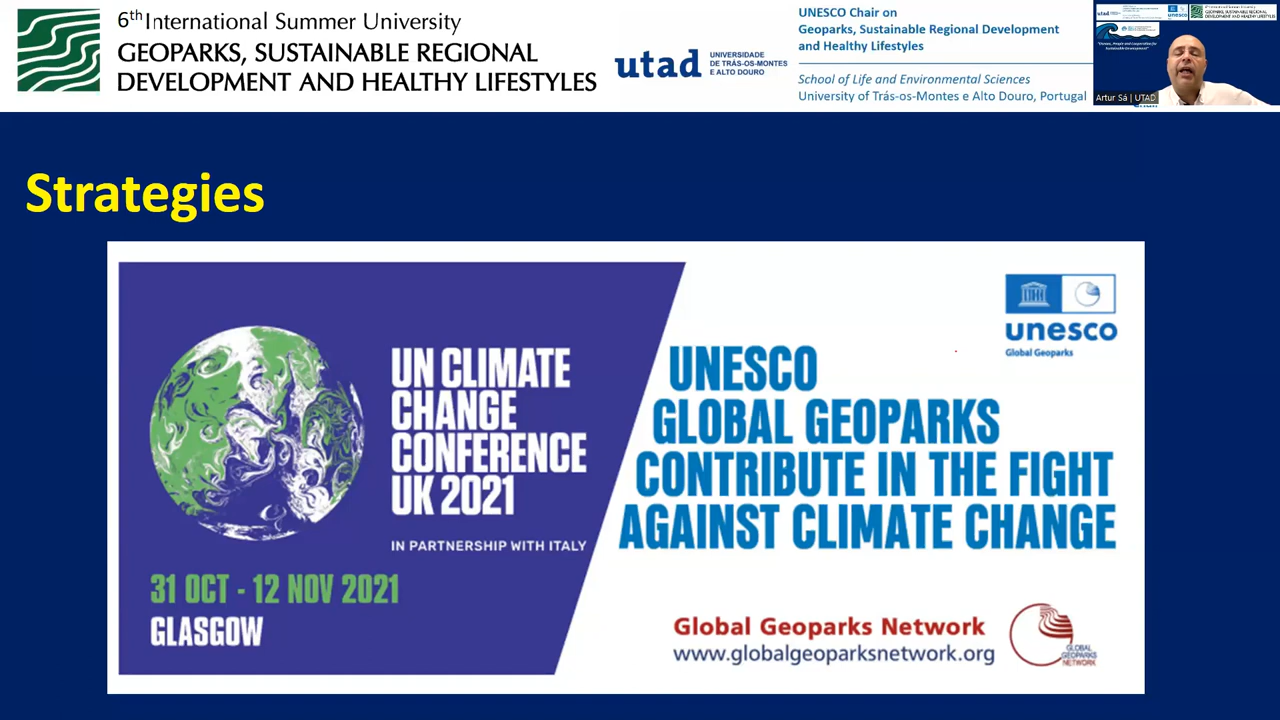 6th International Summer University
GEOPARKS, SUSTAINABLE REGIONAL
DEVELOPMENT AND HEALTHY LIFESTYLES
utad
UNIVERSIDADE
DE TRÁS-OS-MONTES
E ALTO DOURO
UNESCO Chair on
Geoparks, Sustainable Regional Development
and Healthy Lifestyles
School of Life and Environmental Sciences
University of Trás-os-Montes e Alto Douro, Portugal
Artur Sá | UTAD
Strategies
UN CLIMATE
CHANGE
CONFERENCE
UK 2021
IN PARTNERSHIP WITH ITALY
31 OCT - 12 NOV 2021
GLASGOW
unesco
Global Geoparks
UNESCO
GLOBAL GEOPARKS
CONTRIBUTE IN THE FIGHT
AGAINST CLIMATE CHANGE
Global Geoparks Network
www.globalgeoparksnetwork.org
GLOBAL
GEOPARKS
NETWORK